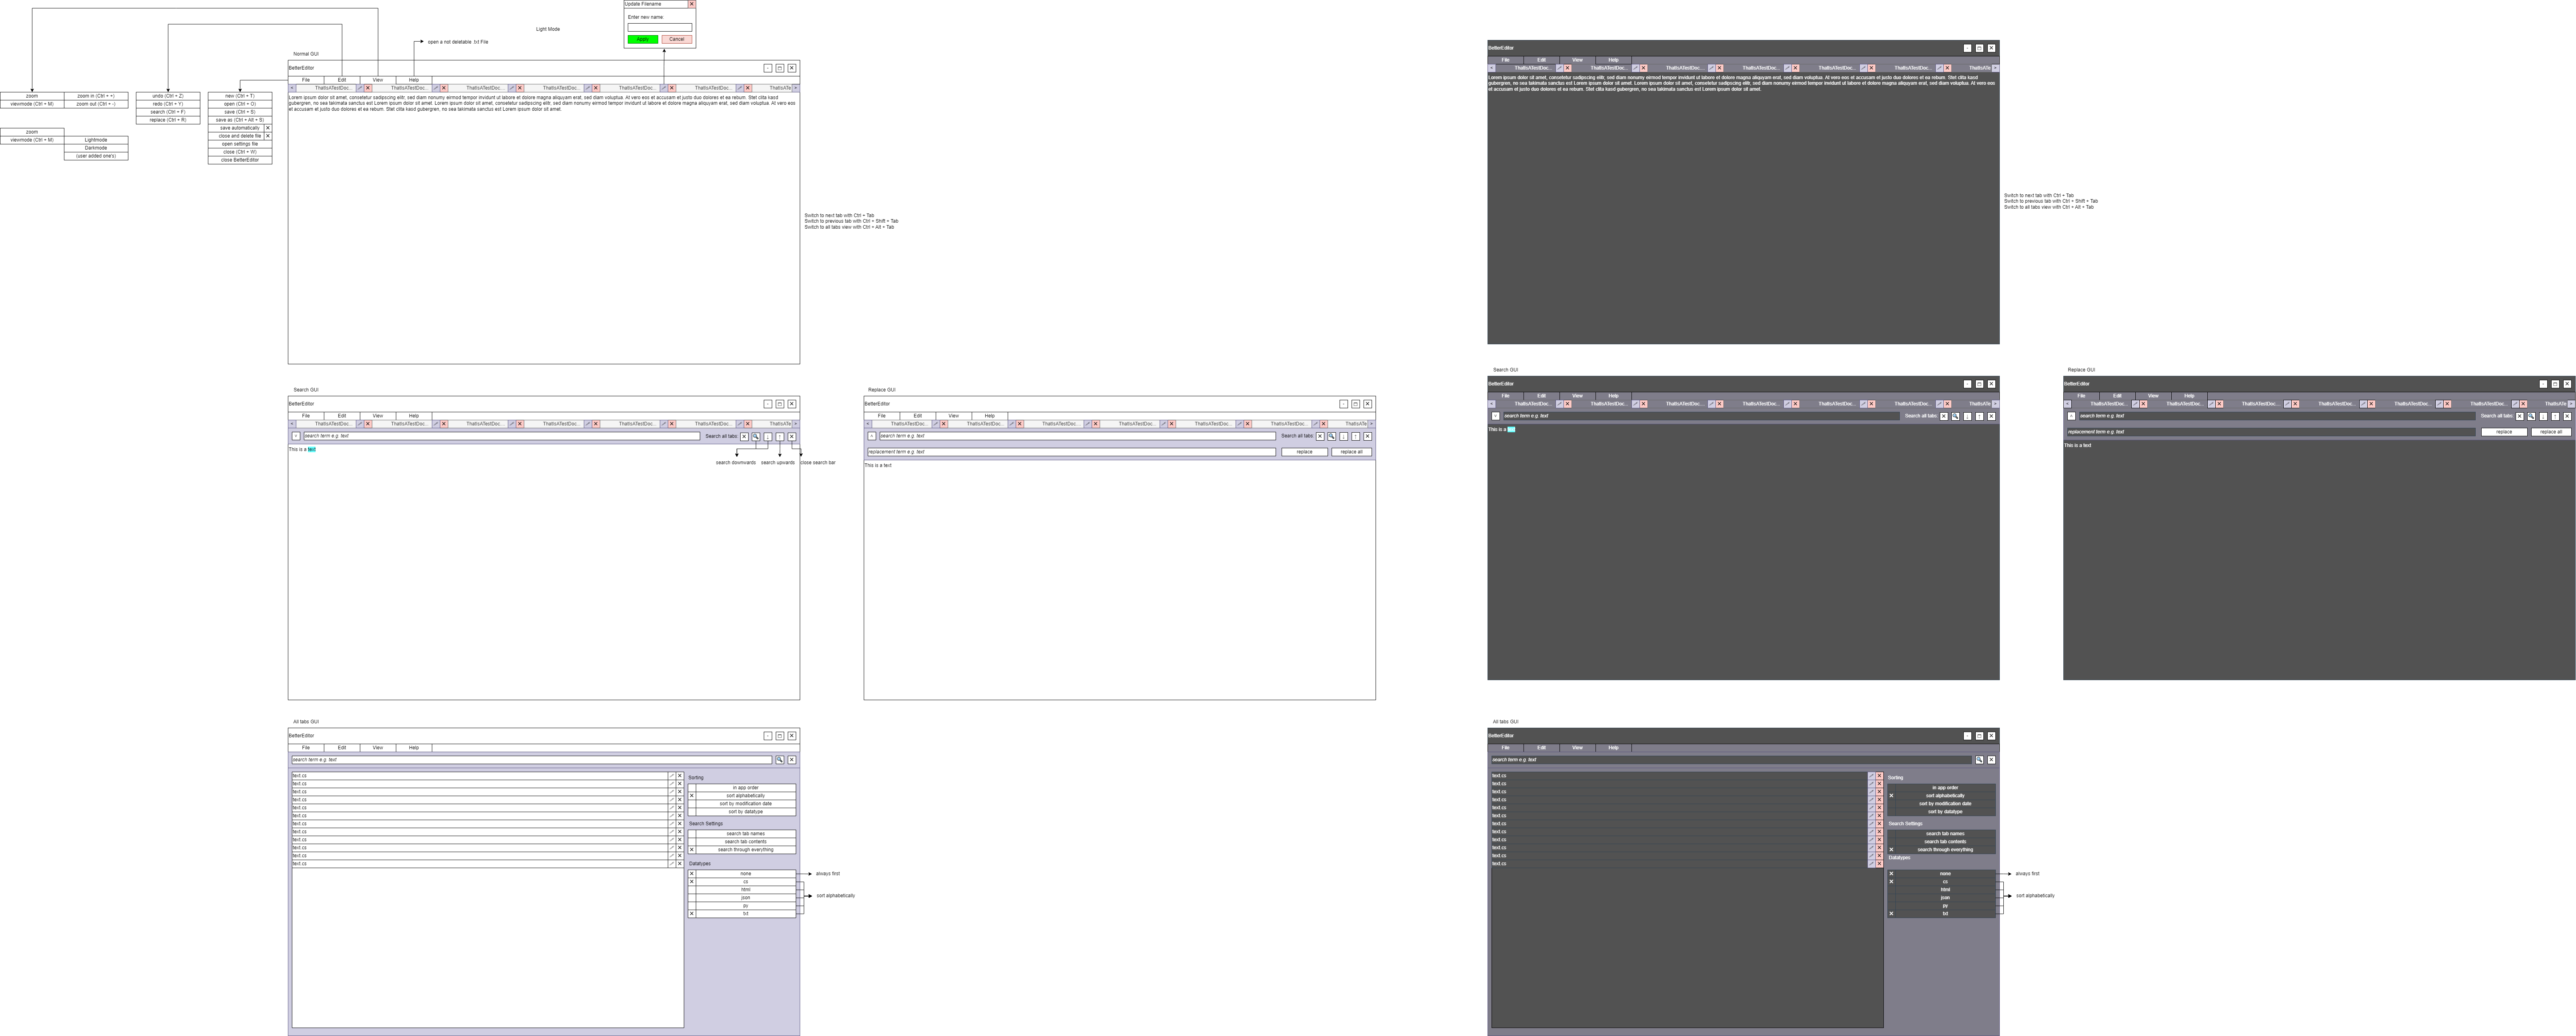 Update Filename
Enter new name:
Apply Cancel
Light Mode
open a not deletable .txt File
Normal GUI
BetterEditor
File Edit View Help
< ThatIsATestDoc... ThatIsATestDoc... ThatIsATestDoc... ThatIsATestDoc... ThatIsATestDoc... ThatIsATestDoc... ThatIsATe >
Lorem ipsum dolor sit amet, consetetur sadipscing elitr, sed diam nonumy eirmod tempor invidunt ut labore et dolore magna aliquyam erat, sed diam voluptua. At vero eos et accusam et justo duo dolores et ea rebum. Stet clita kasd
gubergren, no sea takimata sanctus est Lorem ipsum dolor sit amet. Lorem ipsum dolor sit amet, consetetur sadipscing elitr, sed diam nonumy eirmod tempor invidunt ut labore et dolore magna aliquyam erat, sed diam voluptua. At vero eos
et accusam et justo duo dolores et ea rebum. Stet clita kasd gubergren, no sea takimata sanctus est Lorem ipsum dolor sit amet.
zoom zoom in (Ctrl + +)
viewmode (Ctrl + M) zoom out (Ctrl + -)
zoom
viewmode (Ctrl + M) Lightmode
Darkmode
(user added one's)
undo (Ctrl + Z)
redo (Ctrl + Y)
search (Ctrl + F)
replace (Ctrl + R)
new (Ctrl + T)
open (Ctrl + O)
save (Ctrl + S)
save as (Ctrl + Alt + S)
save automatically
close and delete file
open settings file
close (Ctrl + W)
close BetterEditor
Switch to next tab with Ctrl + Tab
Switch to previous tab with Ctrl + Shift + Tab
Switch to all tabs view with Ctrl + Alt + Tab
BetterEditor
File Edit View Help
< ThatIsATestDoc... ThatIsATestDoc... ThatIsATestDoc... ThatIsATestDoc... ThatIsATestDoc... ThatIsATestDoc... ThatIsATe >
Lorem ipsum dolor sit amet, consetetur sadipscing elitr, sed diam nonumy eirmod tempor invidunt ut labore et dolore magna aliquyam erat, sed diam voluptua. At vero eos et accusam et justo duo dolores et ea rebum. Stet clita kasd
gubergren, no sea takimata sanctus est Lorem ipsum dolor sit amet. Lorem ipsum dolor sit amet, consetetur sadipscing elitr, sed diam nonumy eirmod tempor invidunt ut labore et dolore magna aliquyam erat, sed diam voluptua. At vero eos
et accusam et justo duo dolores et ea rebum. Stet clita kasd gubergren, no sea takimata sanctus est Lorem ipsum dolor sit amet.
Switch to next tab with Ctrl + Tab
Switch to previous tab with Ctrl + Shift + Tab
Switch to all tabs view with Ctrl + Alt + Tab
Search GUI
BetterEditor
File Edit View Help
< ThatIsATestDoc... ThatIsATestDoc... ThatIsATestDoc... ThatIsATestDoc... ThatIsATestDoc... ThatIsATestDoc... ThatIsATe >
search term e.g. text Search all tabs:
This is a text
search downwards search upwards close search bar
Replace GUI
BetterEditor
File Edit View Help
< ThatIsATestDoc... ThatIsATestDoc... ThatIsATestDoc... ThatIsATestDoc... ThatIsATestDoc... ThatIsATestDoc... ThatIsATe >
search term e.g. text Search all tabs:
replacement term e.g. text replace replace all
This is a text
Search GUI
BetterEditor
File Edit View Help
< ThatIsATestDoc... ThatIsATestDoc... ThatIsATestDoc... ThatIsATestDoc... ThatIsATestDoc... ThatIsATestDoc... ThatIsATe >
search term e.g. text Search all tabs:
This is a text
Replace GUI
BetterEditor
File Edit View Help
< ThatIsATestDoc... ThatIsATestDoc... ThatIsATestDoc... ThatIsATestDoc... ThatIsATestDoc... ThatIsATestDoc... ThatIsATe >
search term e.g. text Search all tabs:
replacement term e.g. text replace replace all
This is a text
All tabs GUI
BetterEditor
File Edit View Help
search term e.g. text
text.cs
text.cs
text.cs
text.cs
text.cs
text.cs
text.cs
text.cs
text.cs
text.cs
text.cs
text.cs
Sorting
in app order
sort alphabetically
sort by modification date
sort by datatype
Search Settings
search tab names
search tab contents
search through everything
Datatypes
none
cs
html
json
py
txt
always first
sort alphabetically
All tabs GUI
BetterEditor
File Edit View Help
search term e.g. text
text.cs
text.cs
text.cs
text.cs
text.cs
text.cs
text.cs
text.cs
text.cs
text.cs
text.cs
text.cs
Sorting
in app order
sort alphabetically
sort by modification date
sort by datatype
Search Settings
search tab names
search tab contents
search through everything
Datatypes
none
cs
html
json
py
txt
always first
sort alphabetically